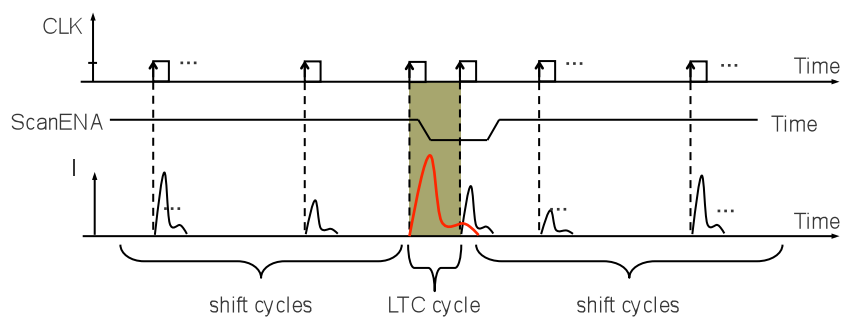 CLK
... ... ...
Time
ScanENA
Time
I
... ... ...
Time
shift cycles
LTC cycle
shift cycles